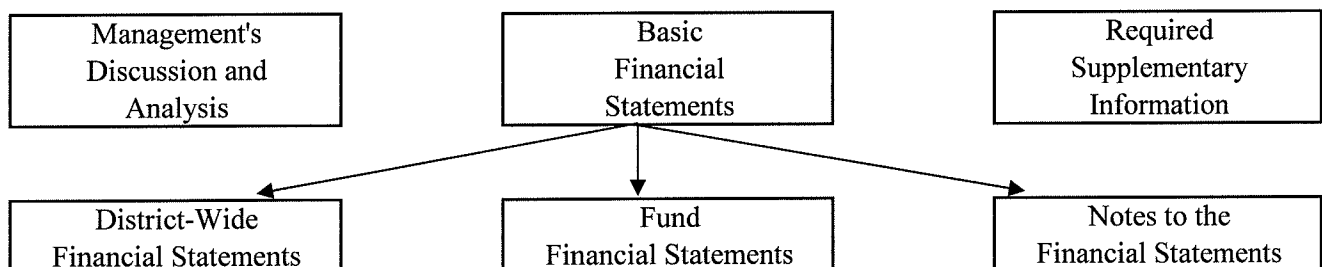 Management's
Discussion and
Analysis
Basic
Financial
Statements
Required
Supplementary
Information
District-Wide
Financial Statements
Fund
Financial Statements
Notes to the
Financial Statements